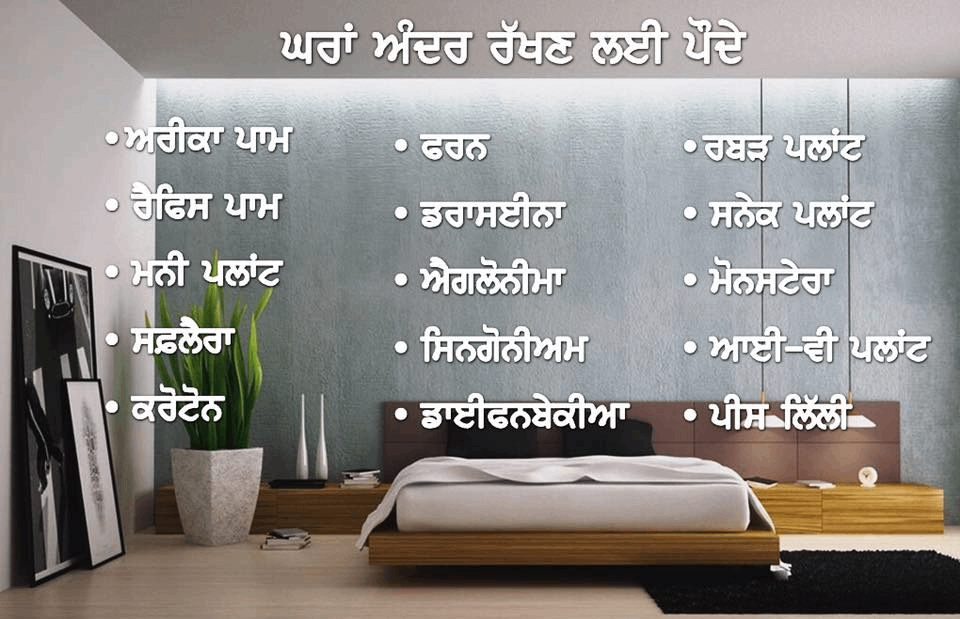 ਘਰਾਂ ਅੰਦਰ ਰੱਖਣ ਲਈ ਪੌਦੇ
• ਅਰੀਕਾ ਪਾਮ
• ਰੈਫਿਸ ਪਾਮ
• ਮਨੀ ਪਲਾਂਟ
• ਸਫ਼ਲੈਰਾ
• ਕਰੋਟੋਨ
• ਫਰਨ
• ਡਰਾਸਈਨਾ
• ਐਗਲੋਨੀਮਾ
• ਸਿਨਗੋਨੀਅਮ
• ਡਾਈਫਨਬੇਕੀਆ
• ਰਬੜ ਪਲਾਂਟ
• ਸਨੇਕ ਪਲਾਂਟ
• ਮੋਨਸਟੇਰਾ
• ਆਈ-ਵੀ ਪਲਾਂਟ
• ਪੀਸ ਲਿੱਲੀ